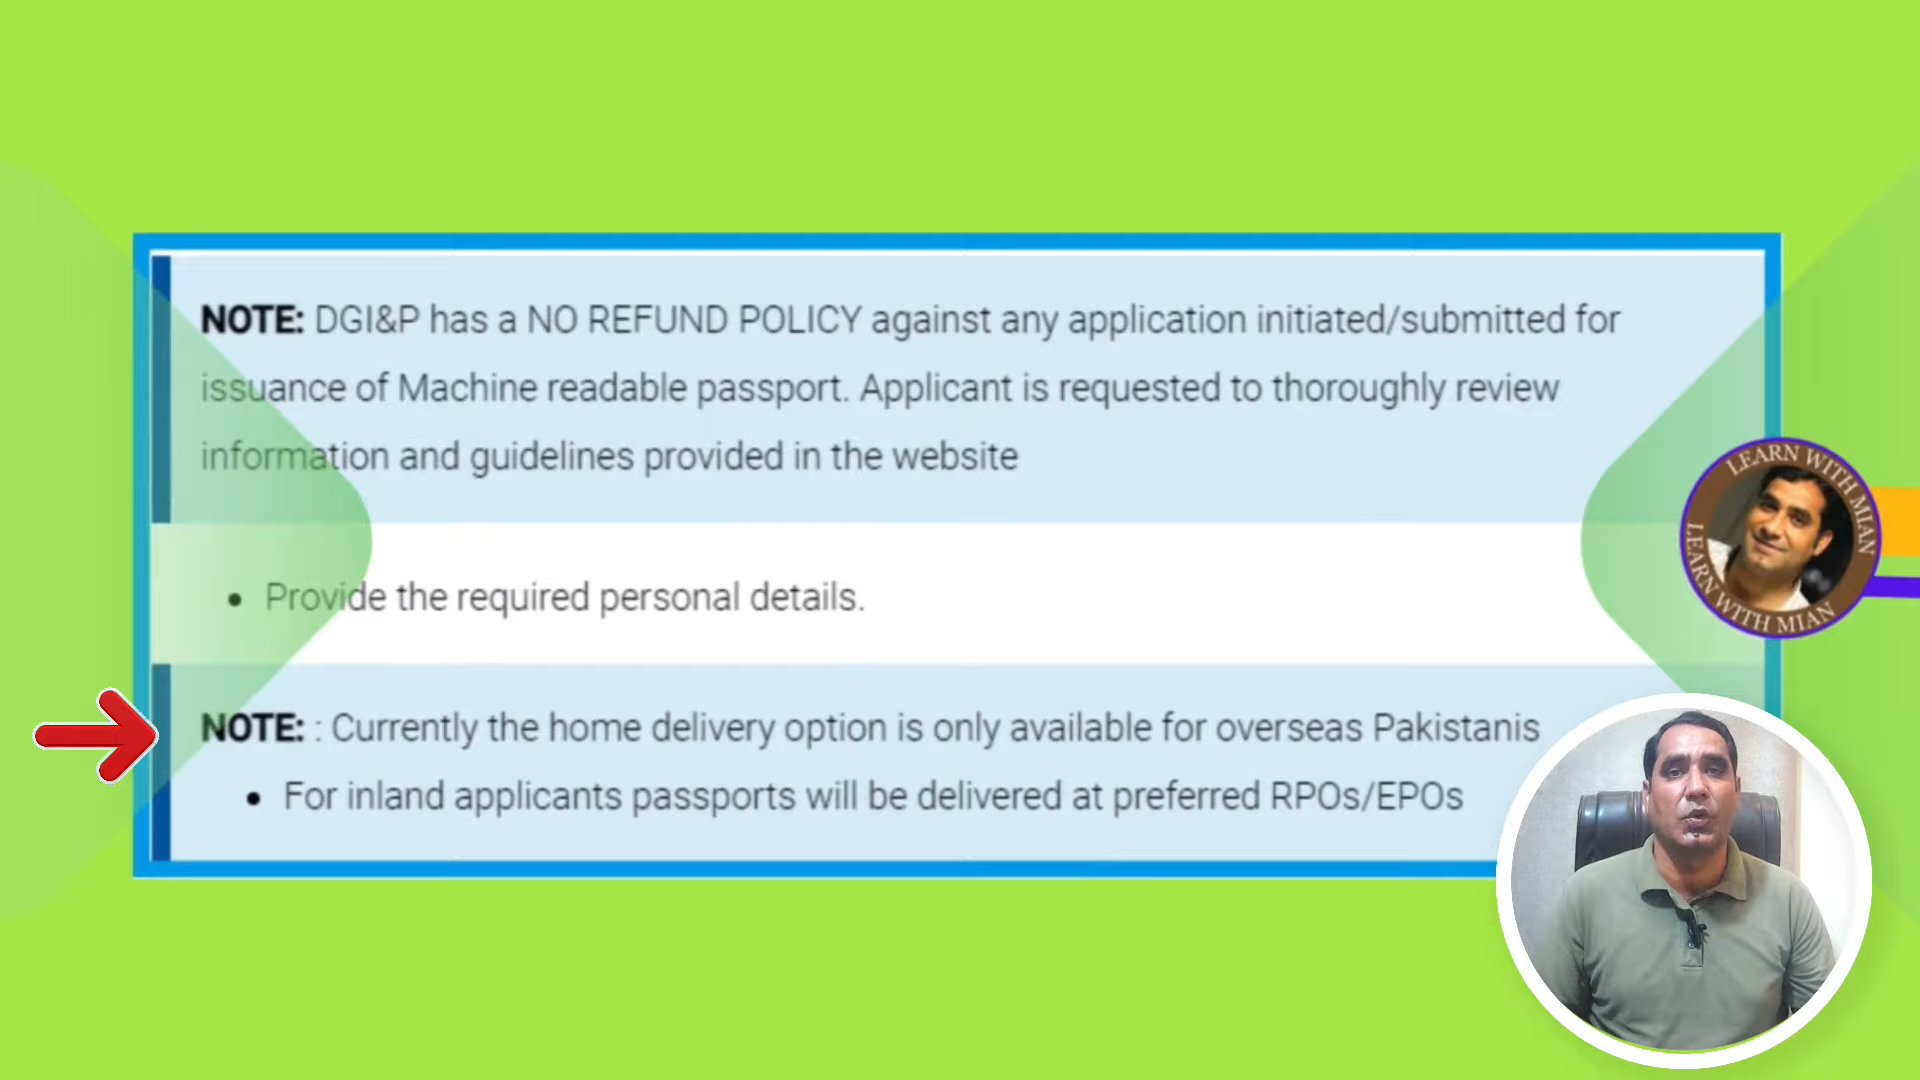 NOTE: DGI&P has a NO REFUND POLICY against any application initiated/submitted for
issuance of Machine readable passport. Applicant is requested to thoroughly review
information and guidelines provided in the website
• Provide the required personal details.
NOTE: : Currently the home delivery option is only available for overseas Pakistanis
• For inland applicants passports will be delivered at preferred RPOs/EPOs
LEARN WITH MIAN
LEARN WITH MIAN